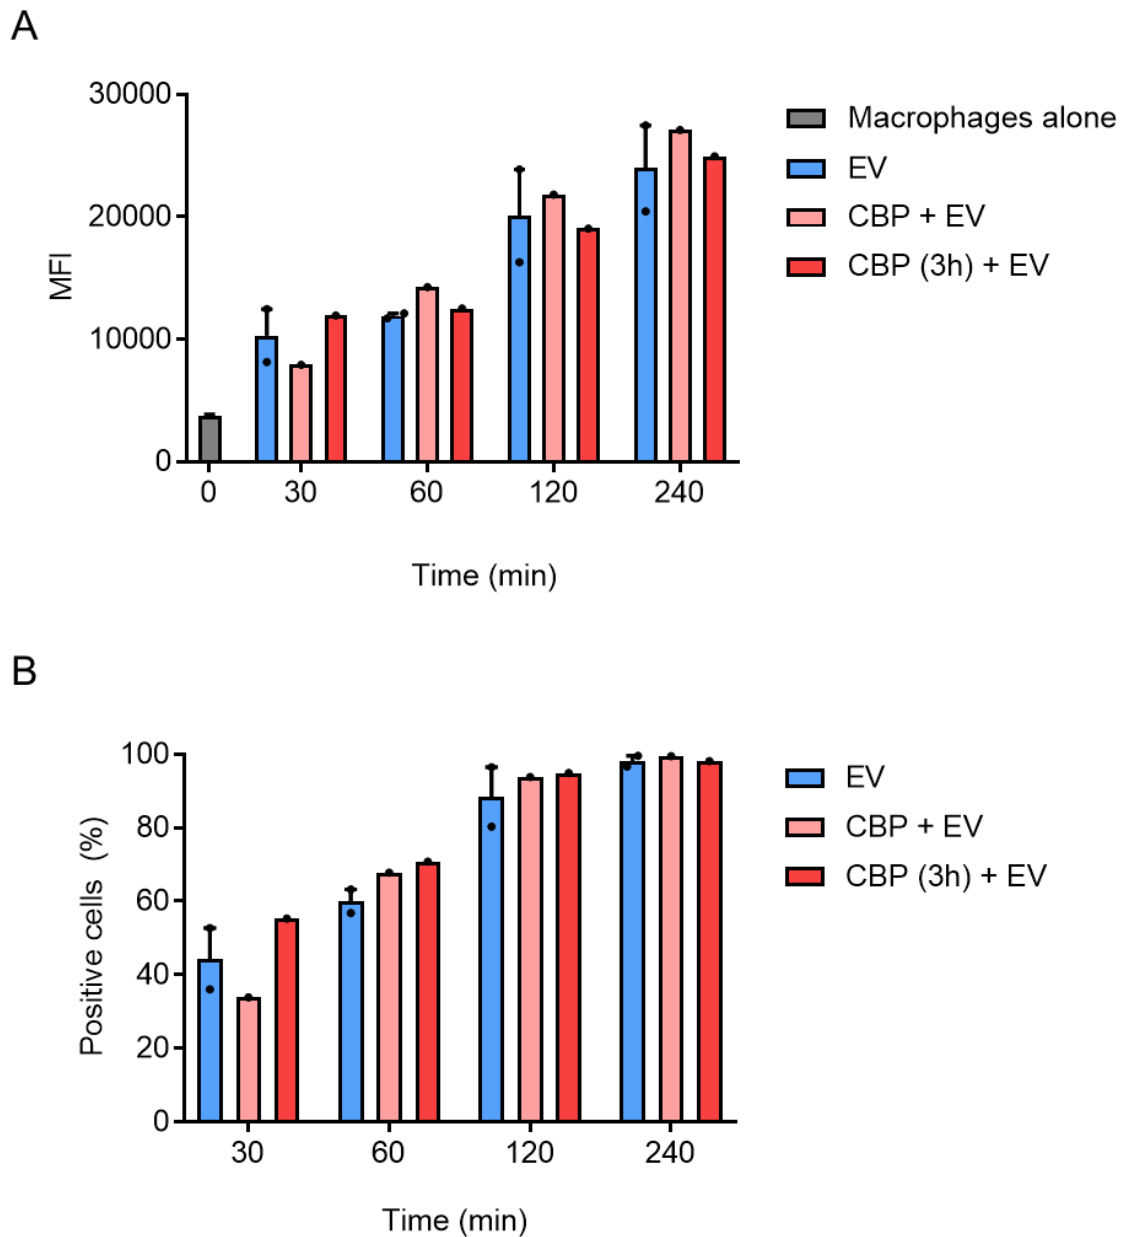 A
30000
20000
10000
0
MFI
0 30 60 120 240
Time (min)
Macrophages alone
EV
CBP + EV
CBP (3h) + EV
B
100
80
60
40
20
0
Positive cells (%)
30 60 120 240
Time (min)
EV
CBP + EV
CBP (3h) + EV